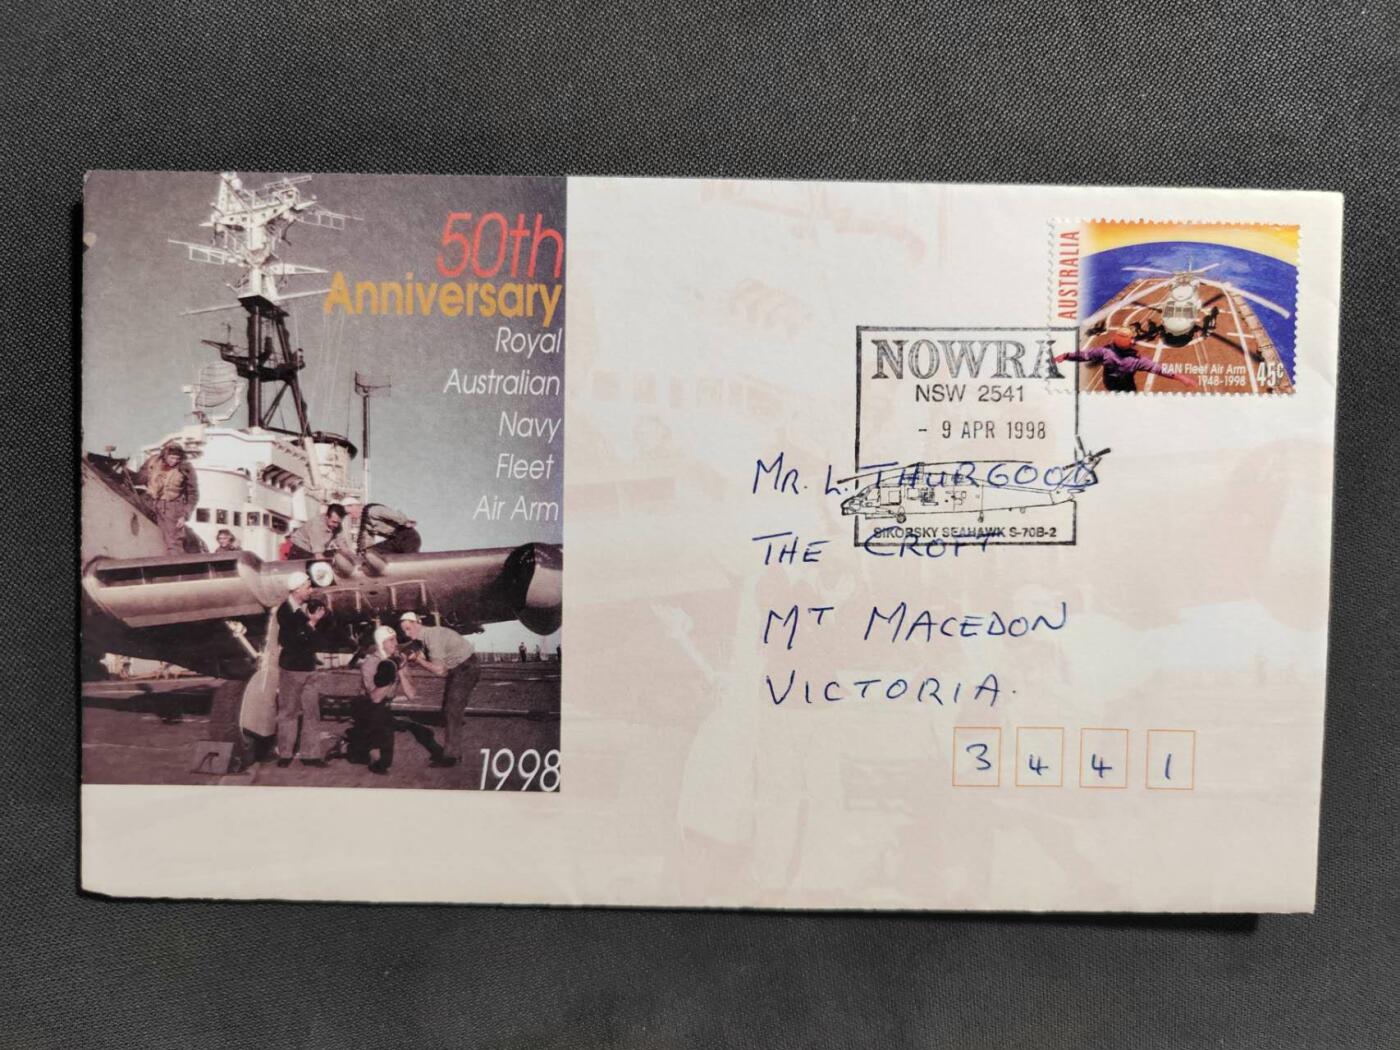 50th
Anniversary
Royal
Australian
Navy
Fleet
Air Arm
1998
AUSTRALIA
RAN Fleet Air Arm
1948-1998
45c
NOWRA
NSW 2541
- 9 APR 1998
SIKORSKY SEAHAWK S-70B-2
MR. L. THURGOOD
THE CROFT
MT MACEDON
VICTORIA.
3 4 4 1